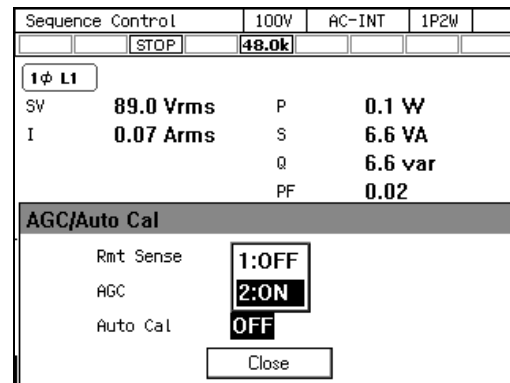 Sequence Control 100V AC-INT 1P2W
STOP 48.0k
1ϕ L1
SV 89.0 Vrms P 0.1 W
I 0.07 Arms S 6.6 VA
Q 6.6 var
PF 0.02
AGC/Auto Cal
Rmt Sense 1:OFF
AGC 2:ON
Auto Cal OFF
Close